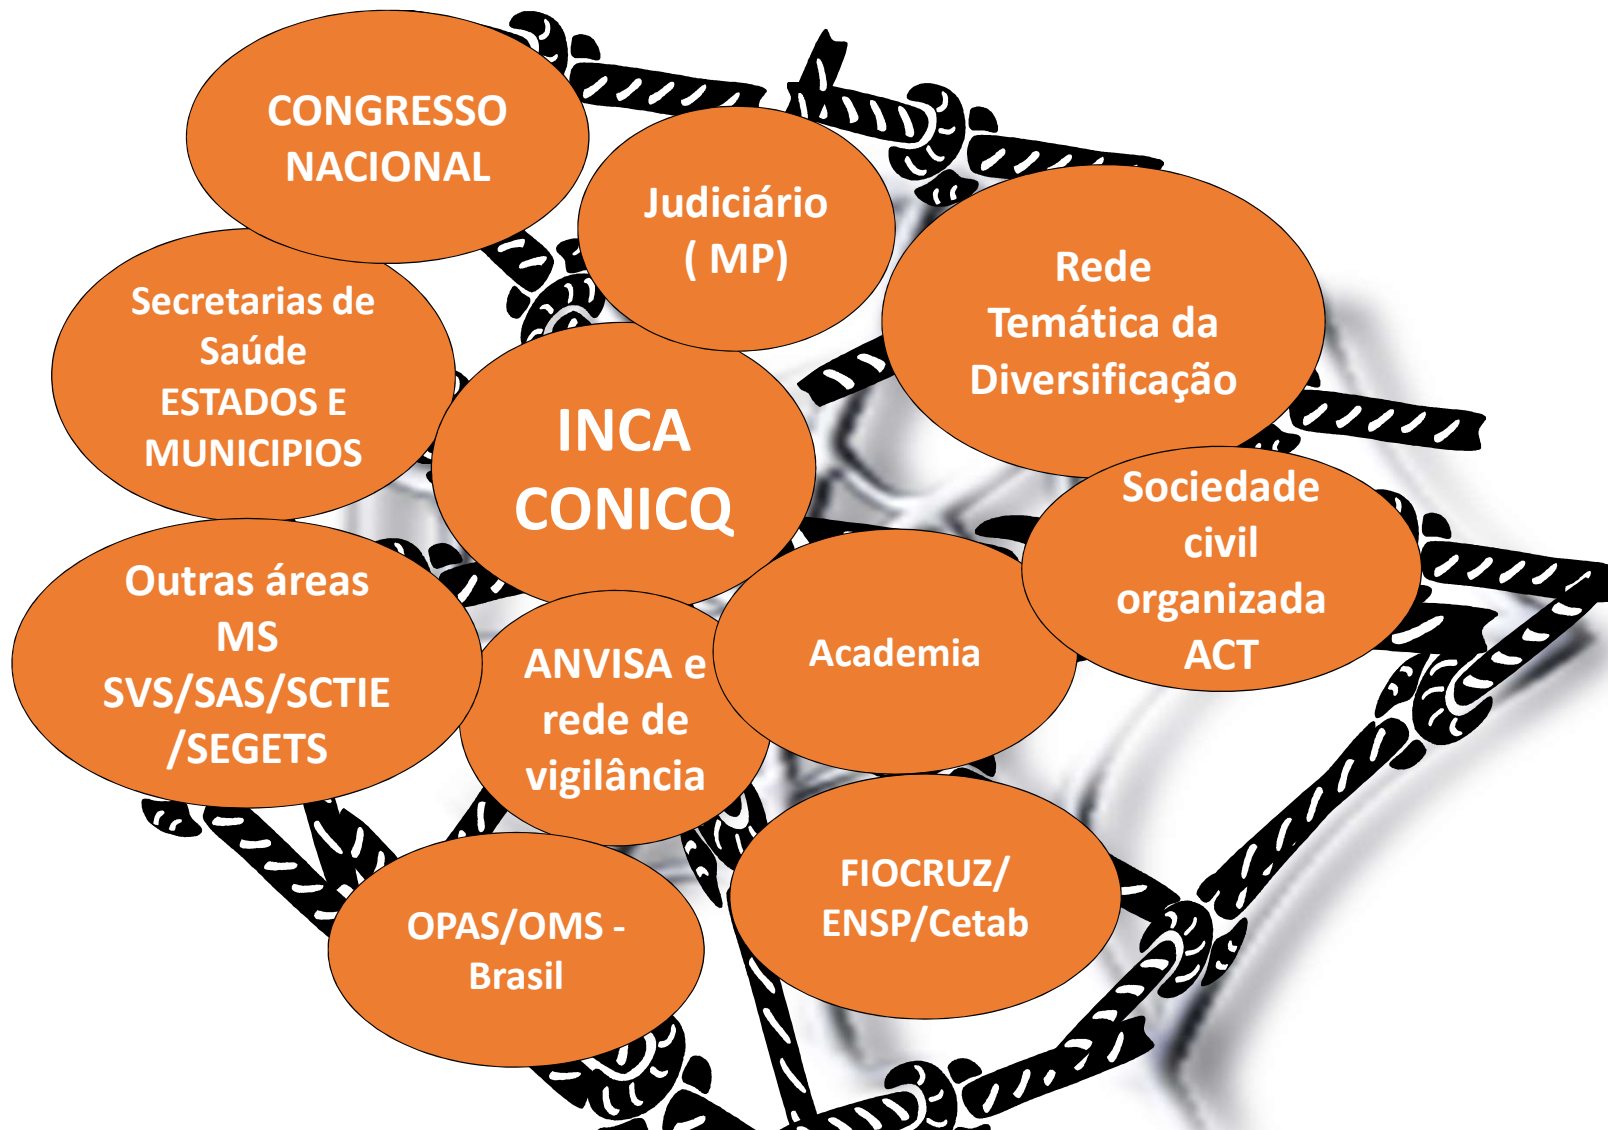 CONGRESSO
NACIONAL
Judiciário
( MP)
Rede
Temática da
Diversificação
Secretarias de
Saúde
ESTADOS E
MUNICIPIOS
INCA
CONICQ
Sociedade
civil
organizada
ACT
Outras áreas
MS
SVS/SAS/SCTIE
/SEGETS
ANVISA e
rede de
vigilância
Academia
FIOCRUZ/
ENSP/Cetab
OPAS/OMS -
Brasil